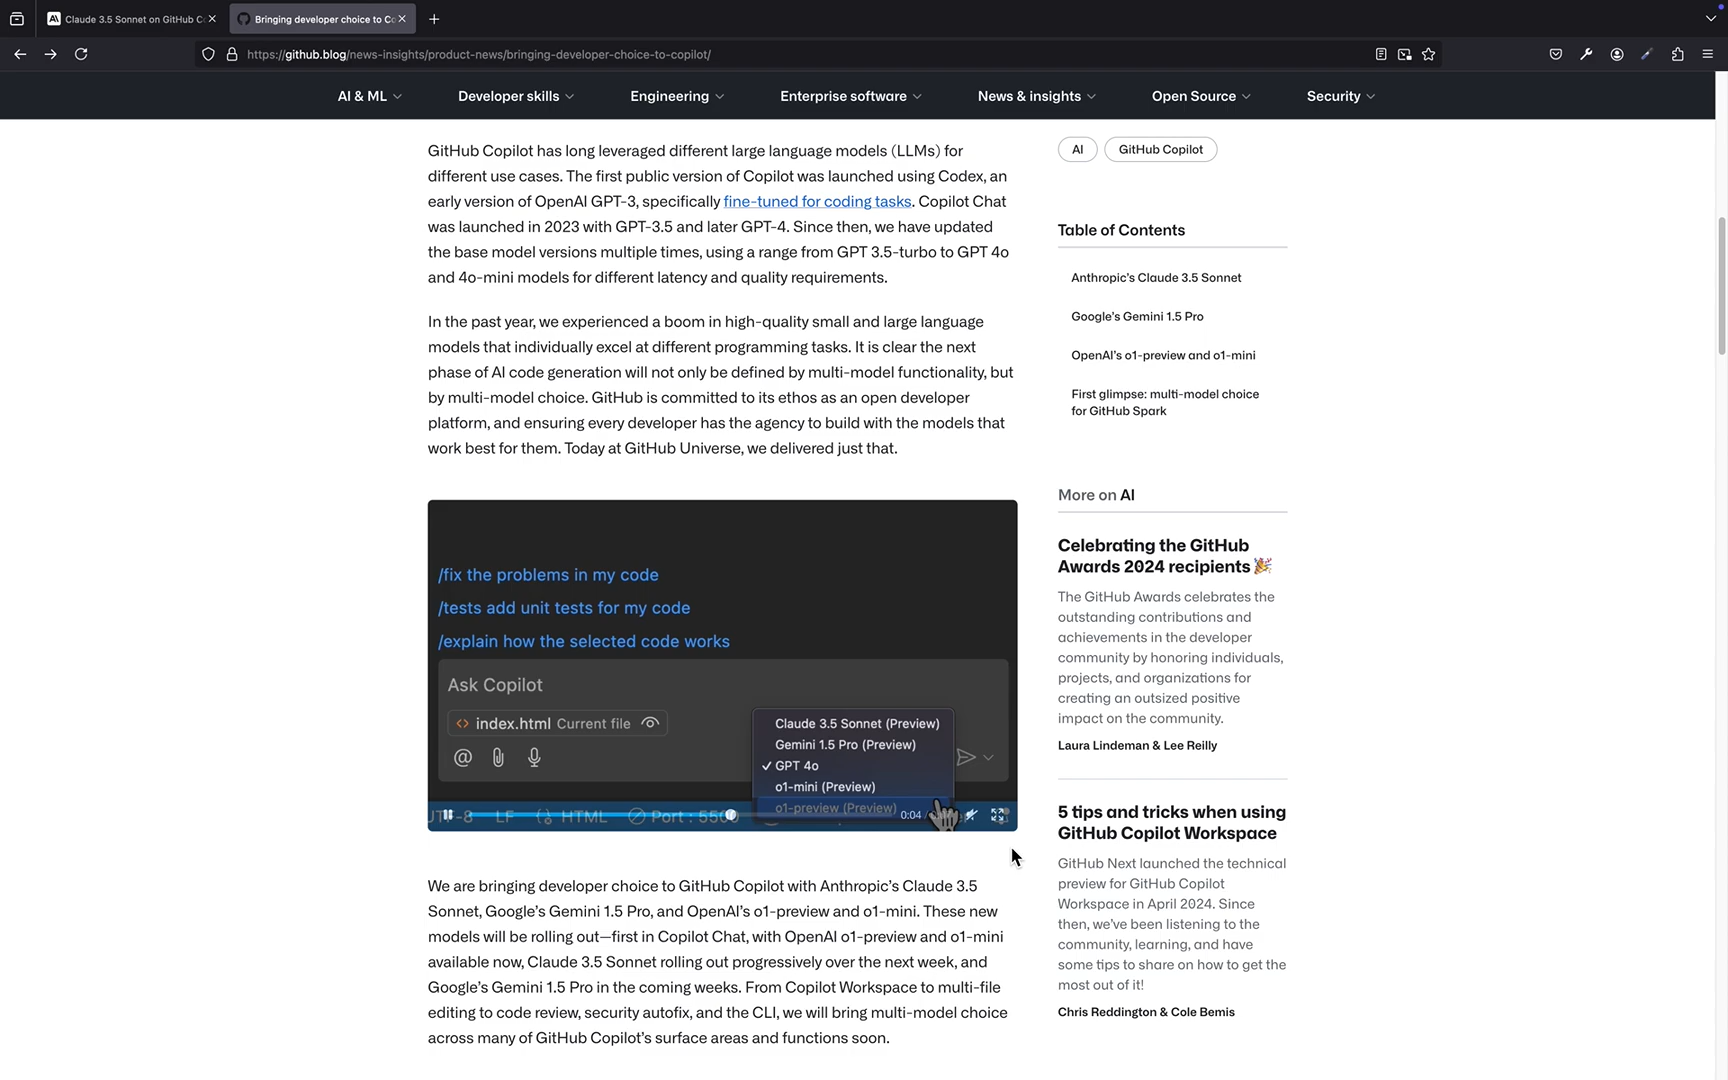 Claude 3.5 Sonnet on GitHub Co
Bringing developer choice to Co
https://github.blog/news-insights/product-news/bringing-developer-choice-to-copilot/
AI & ML
Developer skills
Engineering
Enterprise software
News & insights
Open Source
Security
GitHub Copilot has long leveraged different large language models (LLMs) for
different use cases. The first public version of Copilot was launched using Codex, an
early version of OpenAI GPT-3, specifically fine-tuned for coding tasks. Copilot Chat
was launched in 2023 with GPT-3.5 and later GPT-4. Since then, we have updated
the base model versions multiple times, using a range from GPT 3.5-turbo to GPT 4o
and 4o-mini models for different latency and quality requirements.
In the past year, we experienced a boom in high-quality small and large language
models that individually excel at different programming tasks. It is clear the next
phase of AI code generation will not only be defined by multi-model functionality, but
by multi-model choice. GitHub is committed to its ethos as an open developer
platform, and ensuring every developer has the agency to build with the models that
work best for them. Today at GitHub Universe, we delivered just that.
/fix the problems in my code
/tests add unit tests for my code
/explain how the selected code works
Ask Copilot
<> index.html Current file
@
Claude 3.5 Sonnet (Preview)
Gemini 1.5 Pro (Preview)
✓ GPT 4o
o1-mini (Preview)
o1-preview (Preview)
UTF-8 LF HTML Port : 5500
0:04
We are bringing developer choice to GitHub Copilot with Anthropic's Claude 3.5
Sonnet, Google's Gemini 1.5 Pro, and OpenAI's o1-preview and o1-mini. These new
models will be rolling out—first in Copilot Chat, with OpenAI o1-preview and o1-mini
available now, Claude 3.5 Sonnet rolling out progressively over the next week, and
Google's Gemini 1.5 Pro in the coming weeks. From Copilot Workspace to multi-file
editing to code review, security autofix, and the CLI, we will bring multi-model choice
across many of GitHub Copilot's surface areas and functions soon.
AI
GitHub Copilot
Table of Contents
Anthropic's Claude 3.5 Sonnet
Google's Gemini 1.5 Pro
OpenAI's o1-preview and o1-mini
First glimpse: multi-model choice
for GitHub Spark
More on AI
Celebrating the GitHub
Awards 2024 recipients 🎉
The GitHub Awards celebrates the
outstanding contributions and
achievements in the developer
community by honoring individuals,
projects, and organizations for
creating an outsized positive
impact on the community.
Laura Lindeman & Lee Reilly
5 tips and tricks when using
GitHub Copilot Workspace
GitHub Next launched the technical
preview for GitHub Copilot
Workspace in April 2024. Since
then, we've been listening to the
community, learning, and have
some tips to share on how to get the
most out of it!
Chris Reddington & Cole Bemis